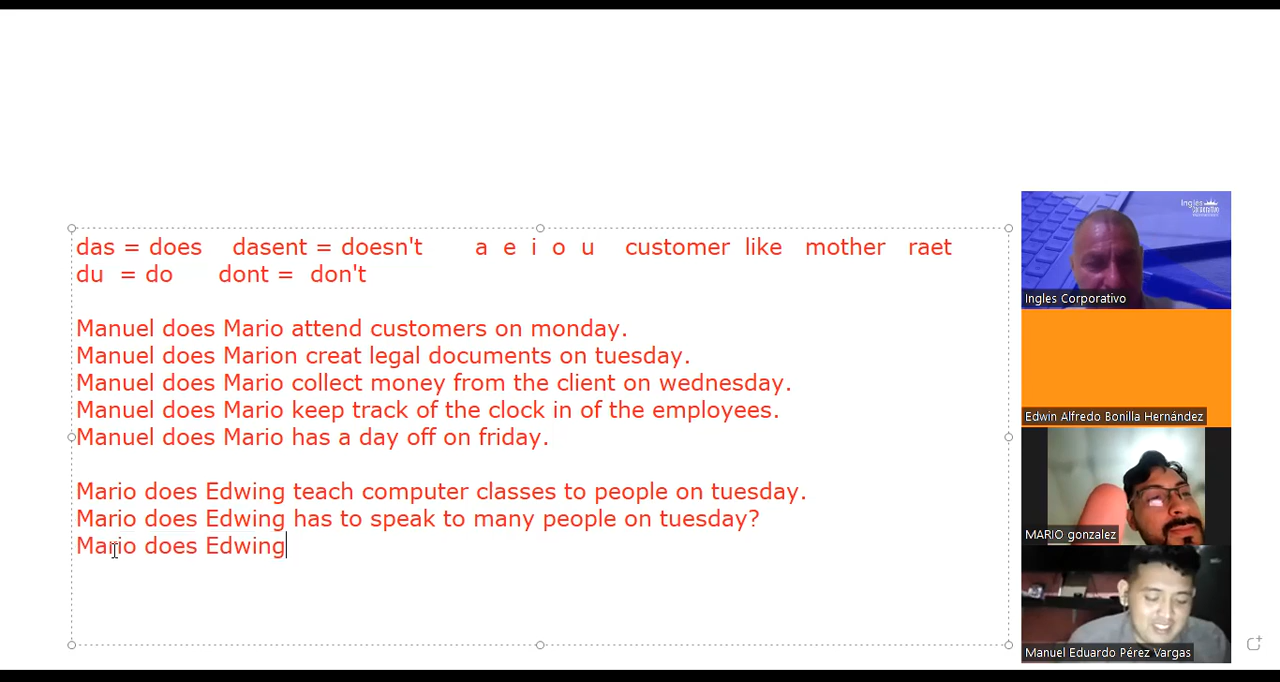 das = does dasent = doesn't a e i o u customer like mother raet
du = do dont = don't
Manuel does Mario attend customers on monday.
Manuel does Marion creat legal documents on tuesday.
Manuel does Mario collect money from the client on wednesday.
Manuel does Mario keep track of the clock in of the employees.
Manuel does Mario has a day off on friday.
Mario does Edwing teach computer classes to people on tuesday.
Mario does Edwing has to speak to many people on tuesday?
Mario does Edwing
Ingles corporativo
Ingles Corporativo
Edwin Alfredo Bonilla Hernández
MARIO gonzalez
Manuel Eduardo Pérez Vargas